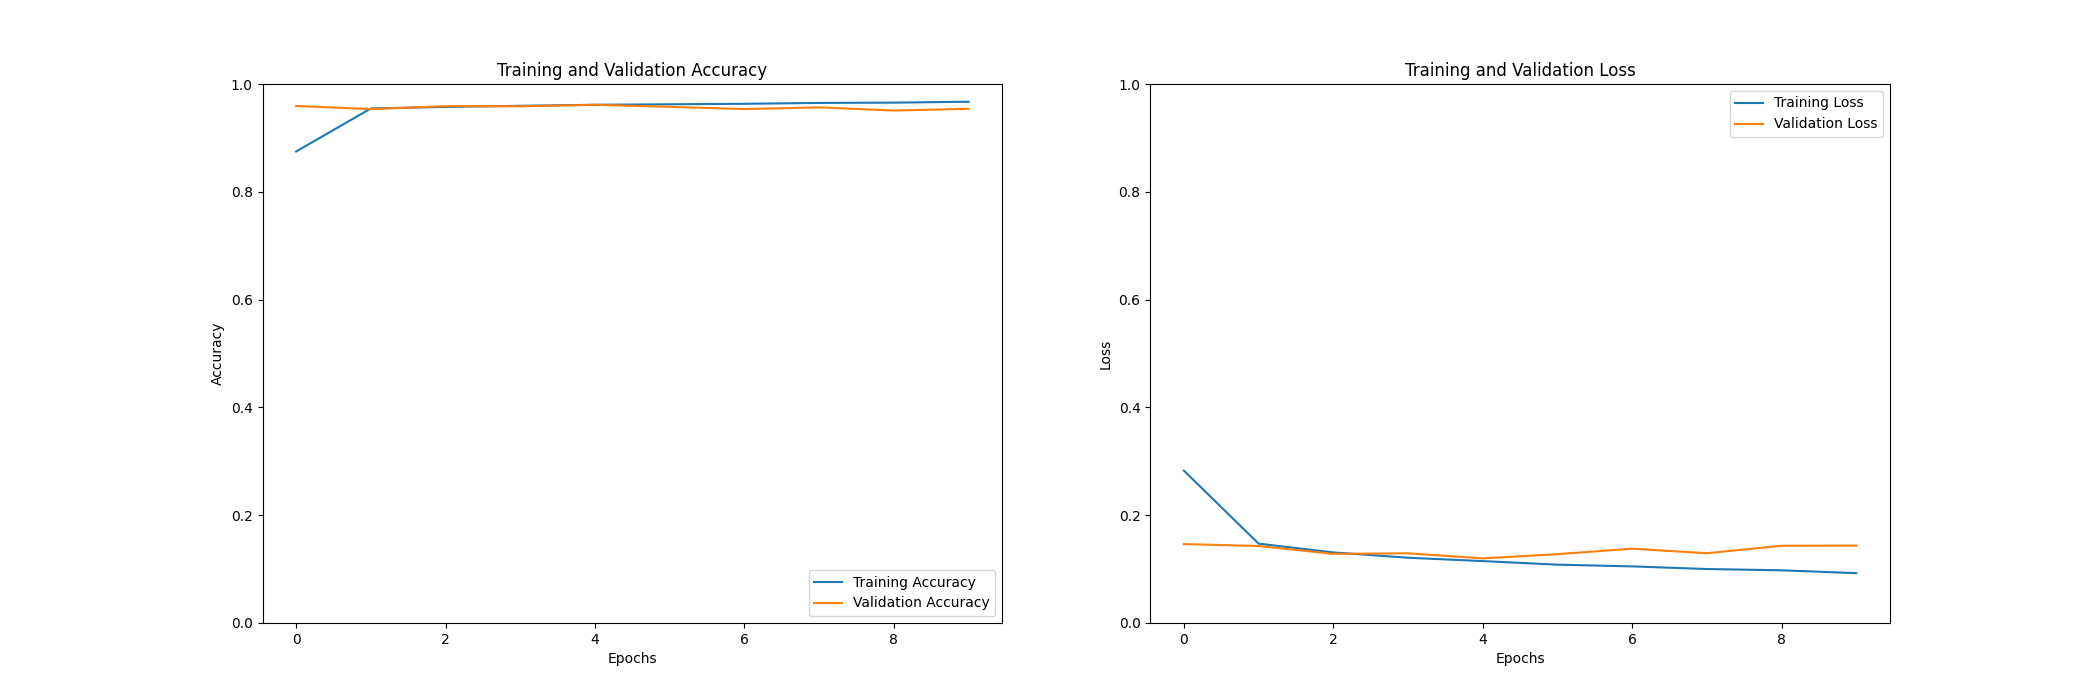 Training and Validation Accuracy
1.0
0.8
0.6
0.4
0.2
0.0
Accuracy
0 2 4 6 8
Epochs
Training Accuracy
Validation Accuracy
Training and Validation Loss
1.0
0.8
0.6
0.4
0.2
0.0
Loss
0 2 4 6 8
Epochs
Training Loss
Validation Loss